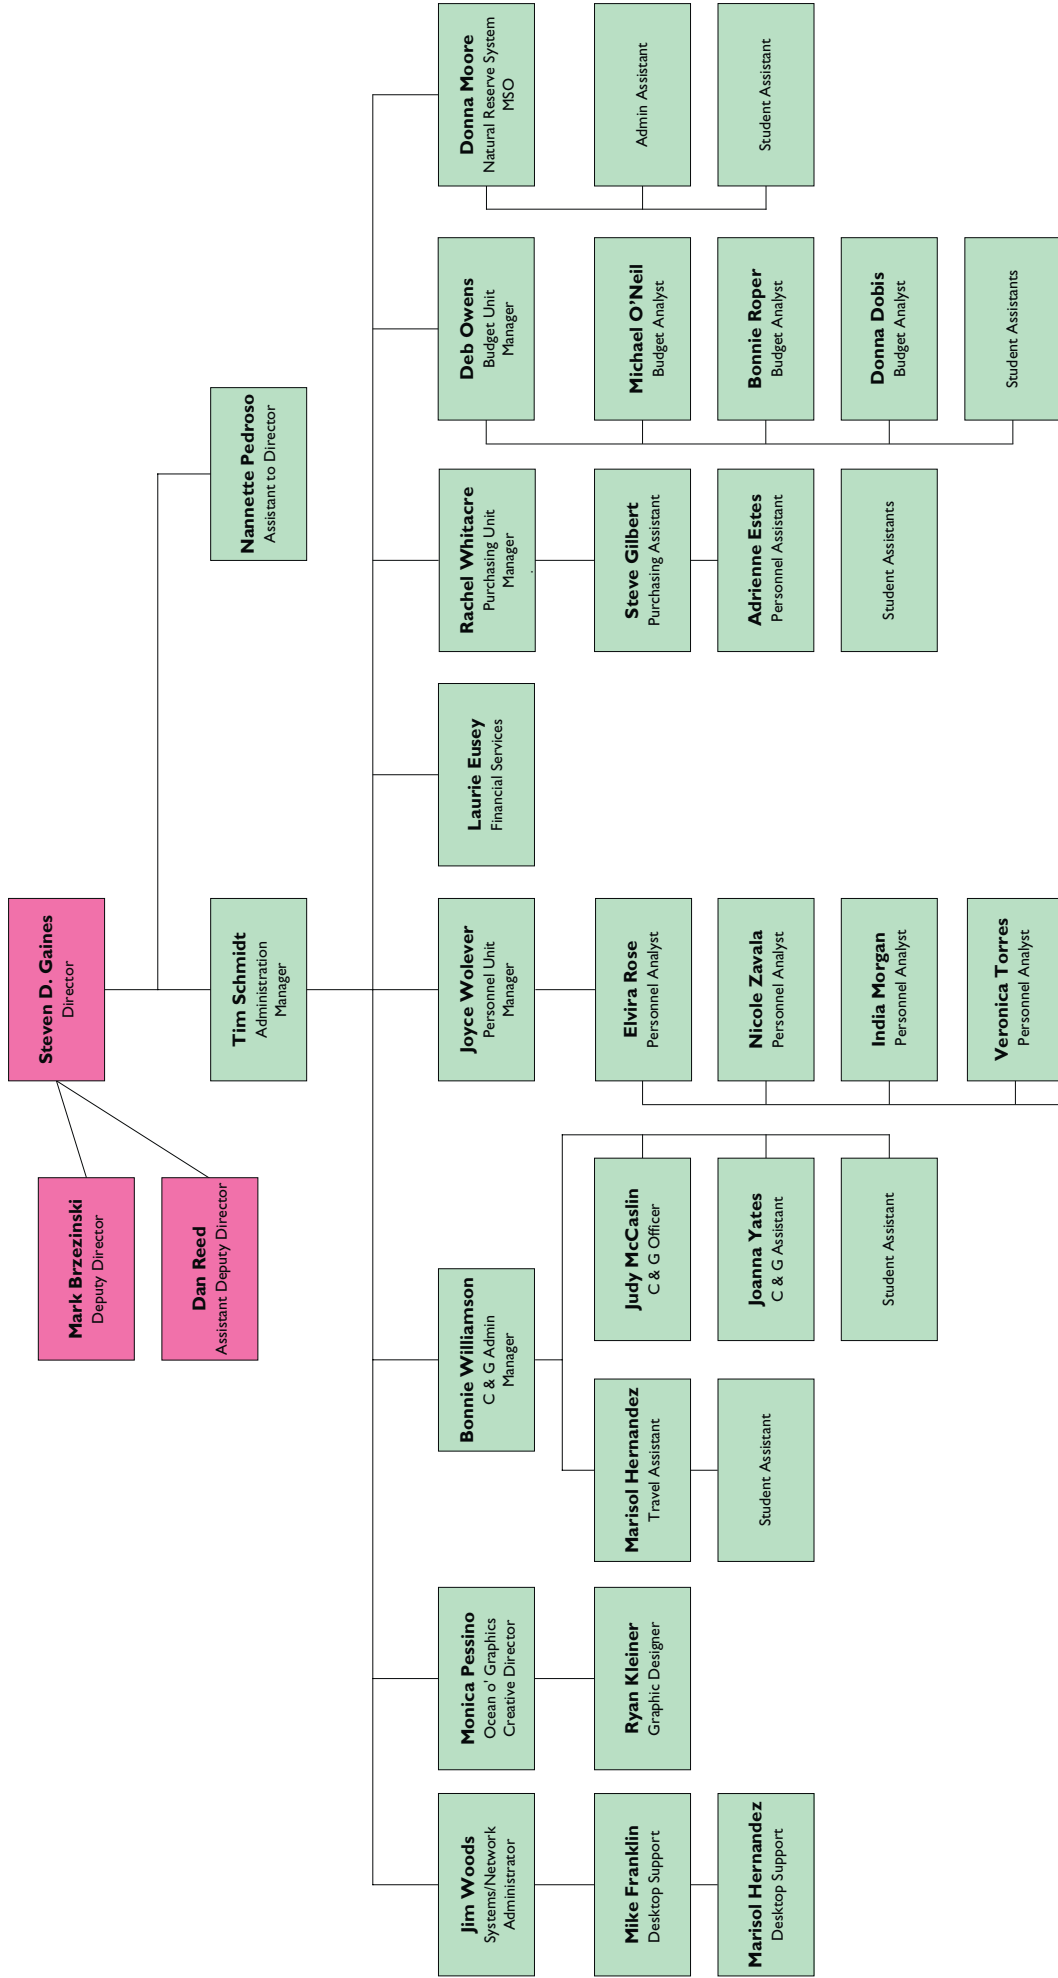 Steven D. Gaines
Director
Mark Brzezinski
Deputy Director
Dan Reed
Assistant Deputy Director
Tim Schmidt
Administration
Manager
Nannette Pedroso
Assistant to Director
Jim Woods
Systems/Network
Administrator
Monica Pessino
Ocean o' Graphics
Creative Director
Bonnie Williamson
C & G Admin
Manager
Joyce Wolever
Personnel Unit
Manager
Laurie Eusey
Financial Services
Rachel Whitacre
Purchasing Unit
Manager
Deb Owens
Budget Unit
Manager
Donna Moore
Natural Reserve System
MSO
Mike Franklin
Desktop Support
Ryan Kleiner
Graphic Designer
Marisol Hernandez
Travel Assistant
Judy McCaslin
C & G Officer
Elvira Rose
Personnel Analyst
Steve Gilbert
Purchasing Assistant
Michael O'Neil
Budget Analyst
Admin Assistant
Marisol Hernandez
Desktop Support
Student Assistant
Joanna Yates
C & G Assistant
Nicole Zavala
Personnel Analyst
Adrienne Estes
Personnel Assistant
Bonnie Roper
Budget Analyst
Student Assistant
Student Assistant
India Morgan
Personnel Analyst
Student Assistants
Donna Dobis
Budget Analyst
Veronica Torres
Personnel Analyst
Student Assistants